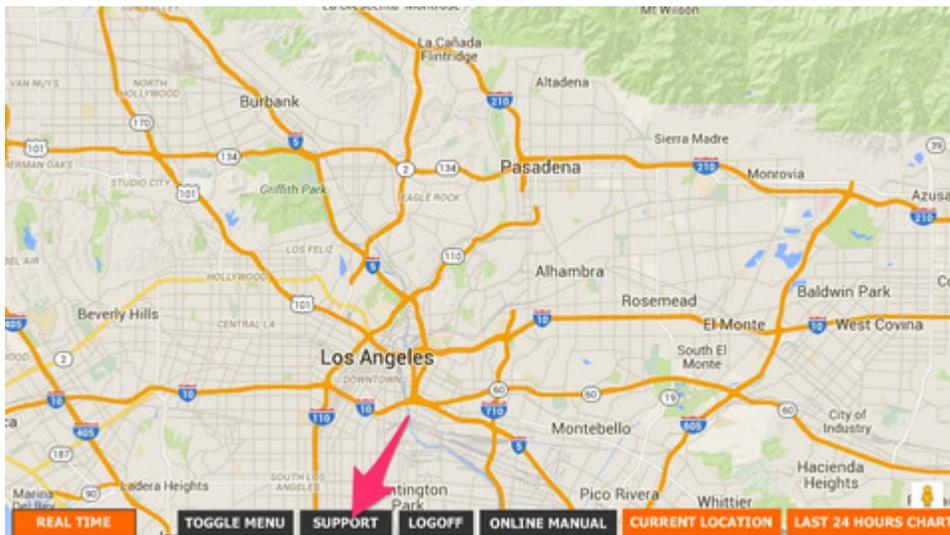 Mt Wilson
La Cañada
Flintridge
VAN NUYS
NORTH
HOLLYWOOD
Burbank
210
Altadena
170
5
Sierra Madre
39
101
134
2
134
Pasadena
210
Monrovia
STUDIO CITY
101
Griffith Park
EAGLE ROCK
Azusa
210
LOS FELIZ
110
5
Alhambra
HOLLYWOOD
Baldwin Park
101
Rosemead
Beverly Hills
405
CENTRAL LA
10
El Monte
10
West Covina
2
Los Angeles
South El
Monte
DOWNTOWN
10
10
110
10
60
710
60
19
605
60
City of
Industry
405
5
Montebello
187
Hacienda
Heights
90
Ladera Heights
SOUTH LOS
ANGELES
Marina
Del Rey
Park
Pico Rivera
Whittier
REAL TIME
TOGGLE MENU
SUPPORT
LOGOFF
ONLINE MANUAL
CURRENT LOCATION
LAST 24 HOURS CHART